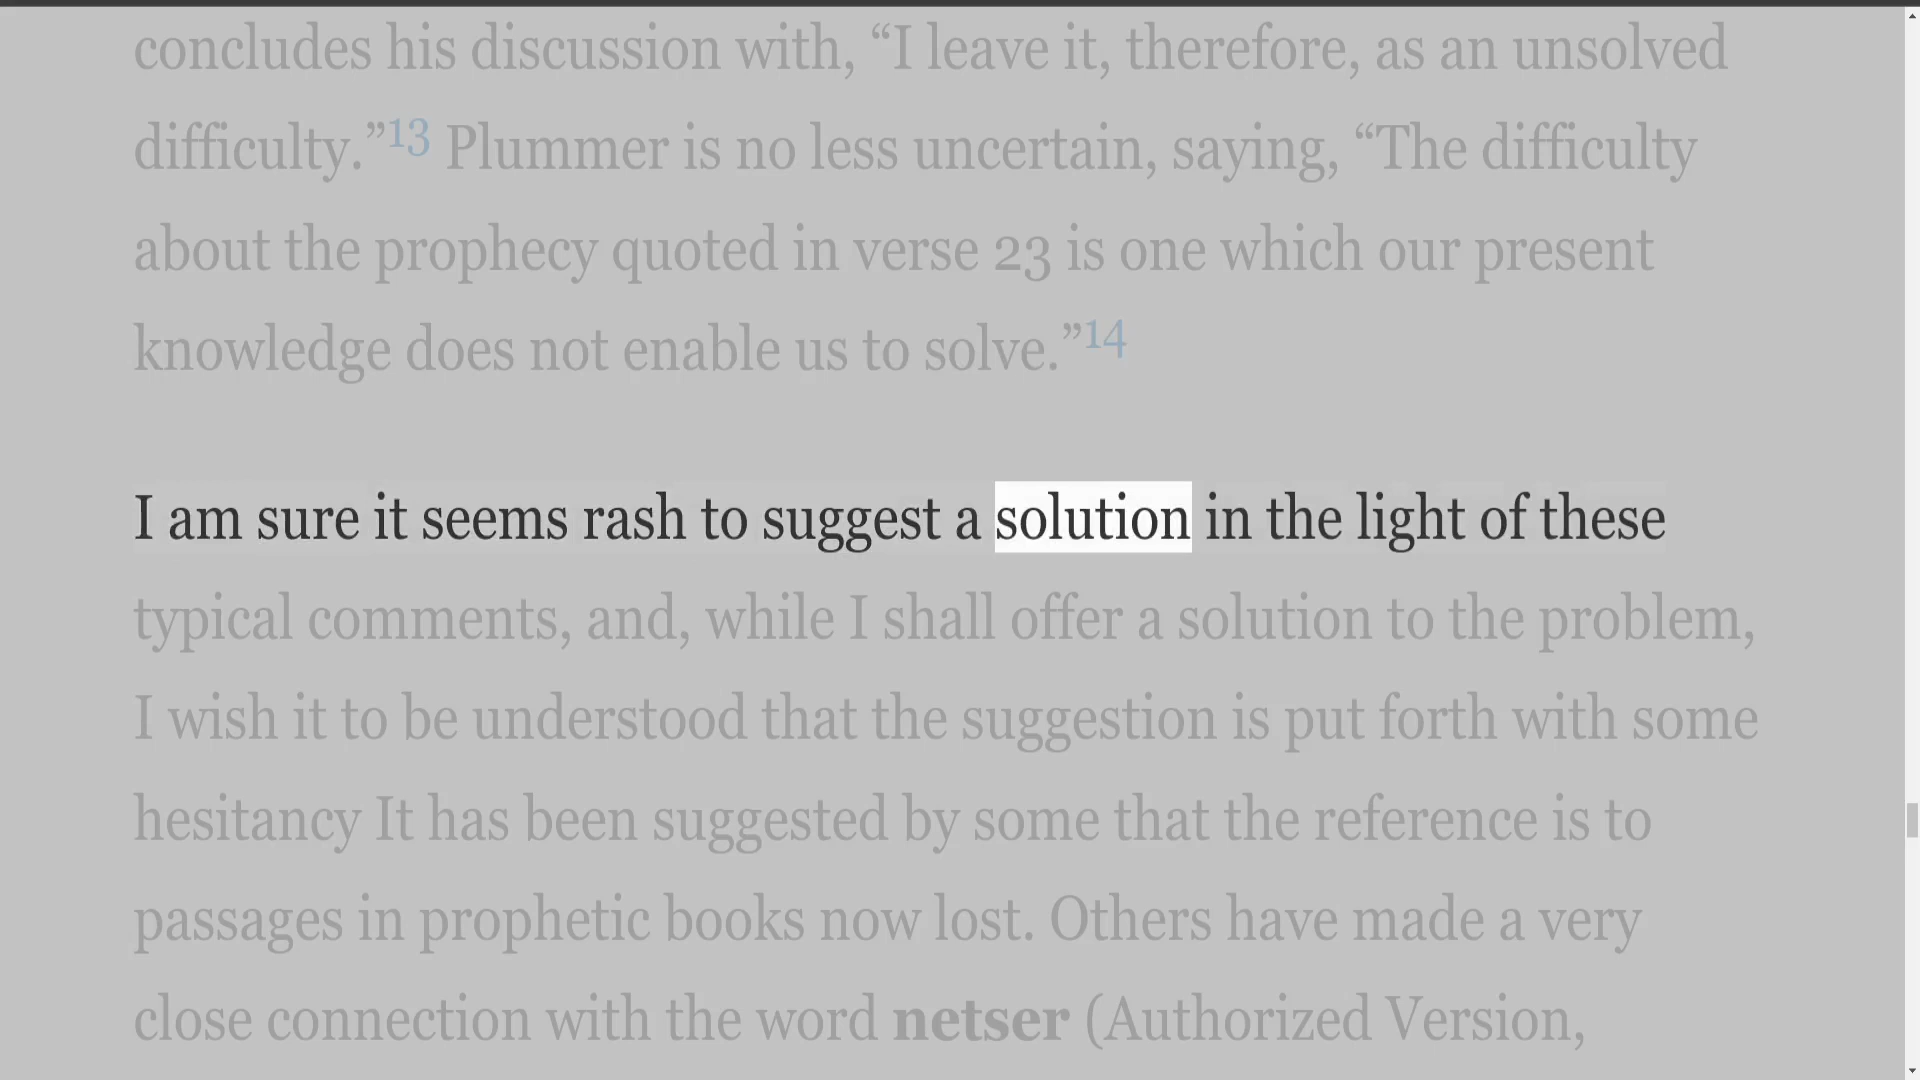 concludes his discussion with, “I leave it, therefore, as an unsolved
difficulty.”13 Plummer is no less uncertain, saying, “The difficulty
about the prophecy quoted in verse 23 is one which our present
knowledge does not enable us to solve.”14
I am sure it seems rash to suggest a solution in the light of these
typical comments, and, while I shall offer a solution to the problem,
I wish it to be understood that the suggestion is put forth with some
hesitancy It has been suggested by some that the reference is to
passages in prophetic books now lost. Others have made a very
close connection with the word netser (Authorized Version,